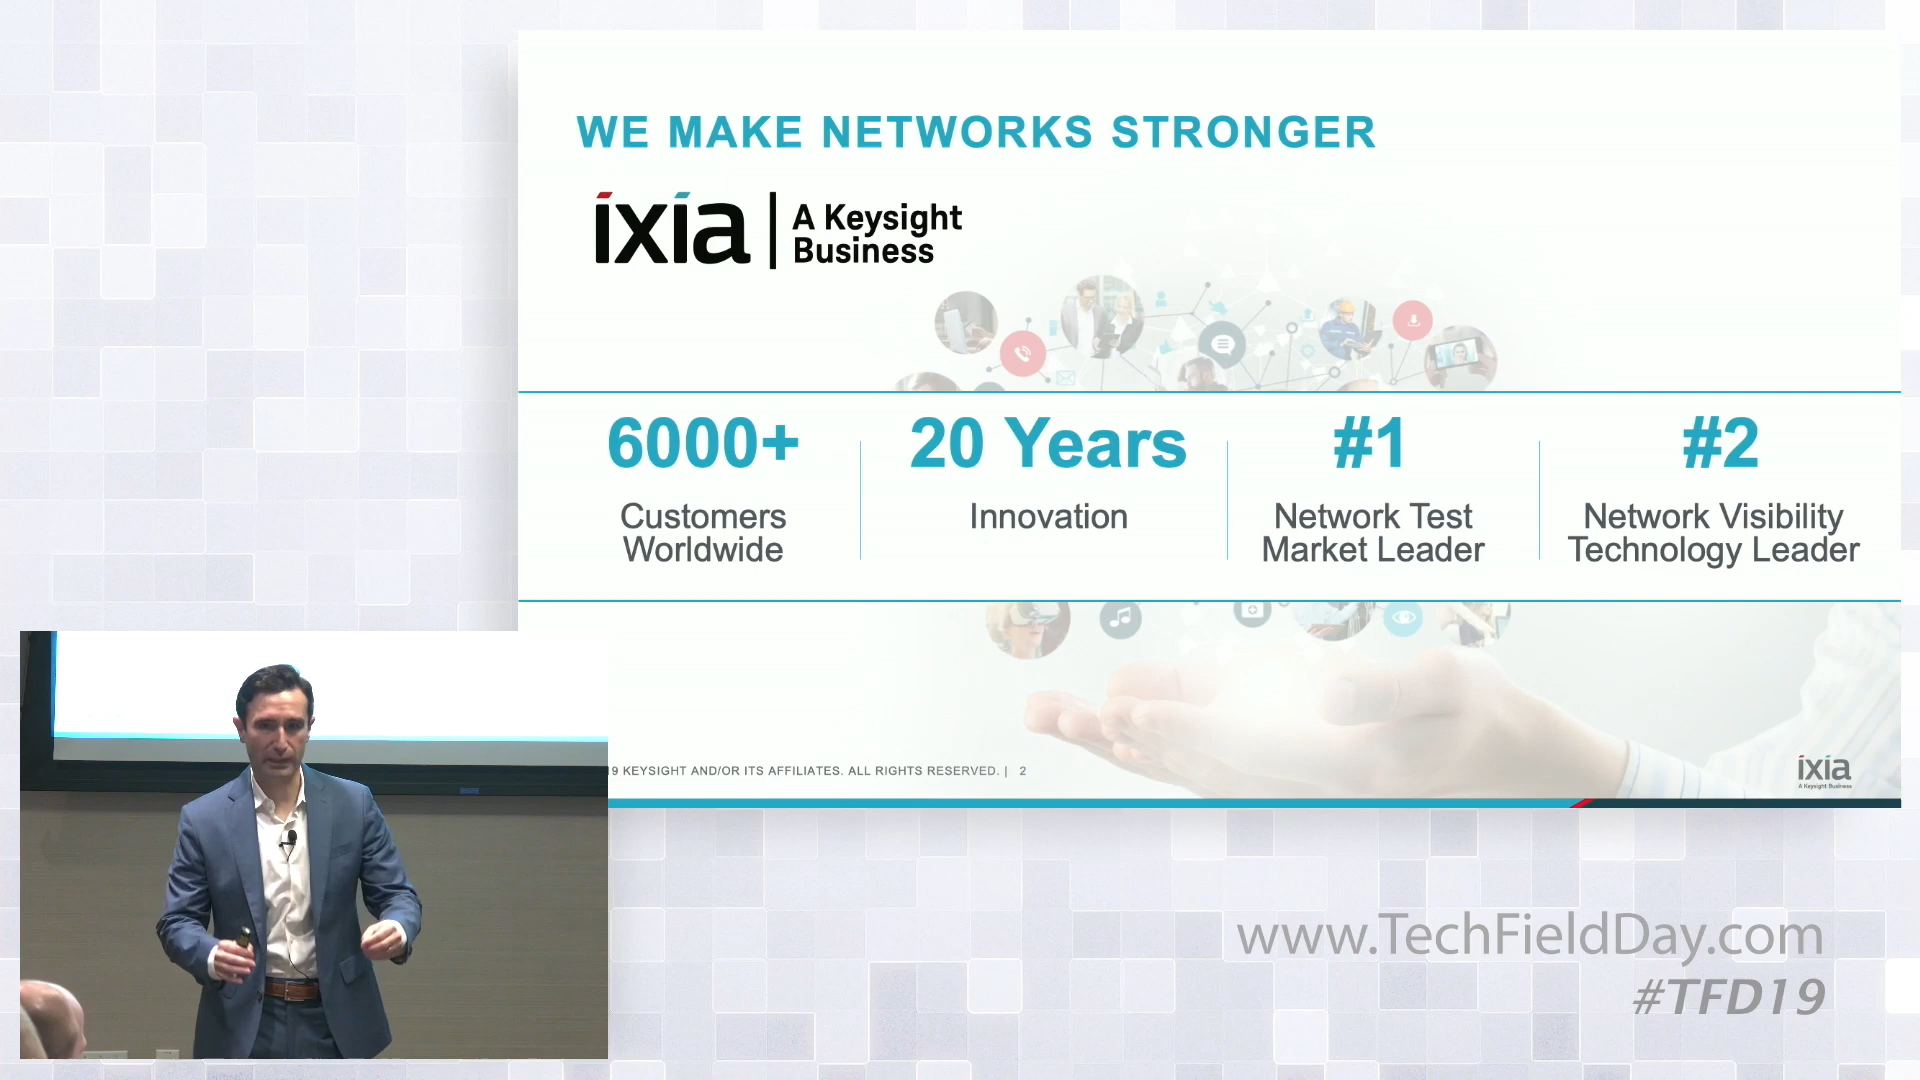 WE MAKE NETWORKS STRONGER
ixia
A Keysight
Business
6000+
Customers
Worldwide
20 Years
Innovation
#1
Network Test
Market Leader
#2
Network Visibility
Technology Leader
9 KEYSIGHT AND/OR ITS AFFILIATES. ALL RIGHTS RESERVED. | 2
ixia
A Keysight Business
www.TechFieldDay.com
#TFD19